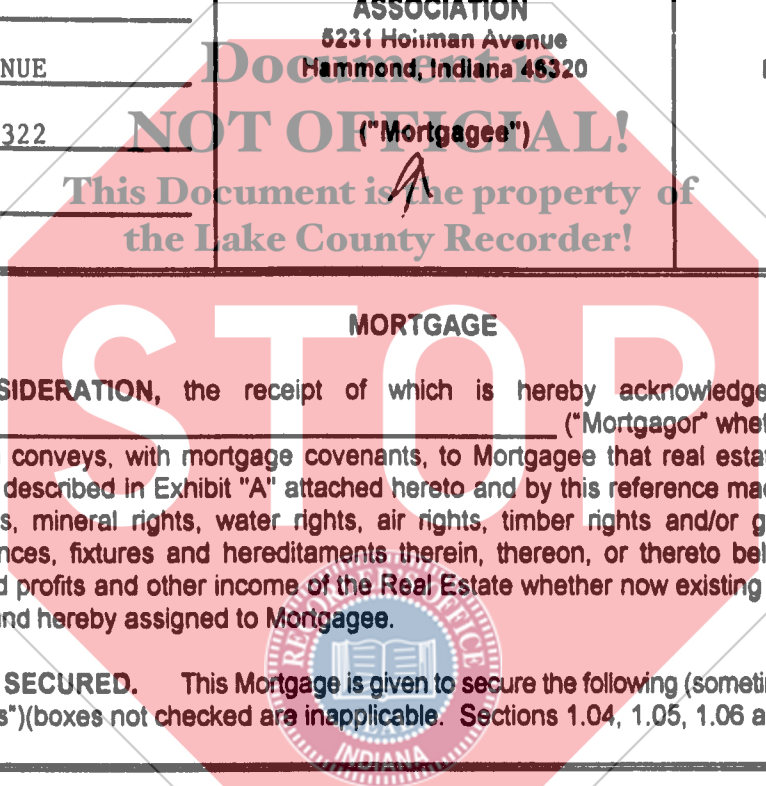 ASSOCIATION
5231 Hohman Avenue
NUE
Hammond, Indiana 46320
322
("Mortgagee")
Document is
NOT OFFICIAL!
This Document is the property of
the Lake County Recorder!
STOP
MORTGAGE
SIDERATION, the receipt of which is hereby acknowledge
("Mortgagor" whet
conveys, with mortgage covenants, to Mortgagee that real esta
described in Exhibit "A" attached hereto and by this reference ma
s, mineral rights, water rights, air rights, timber rights and/or g
nces, fixtures and hereditaments therein, thereon, or thereto bel
d profits and other income of the Real Estate whether now existing
nd hereby assigned to Mortgagee.
SECURED. This Mortgage is given to secure the following (someti
s")(boxes not checked are inapplicable. Sections 1.04, 1.05, 1.06 a
INDIANA